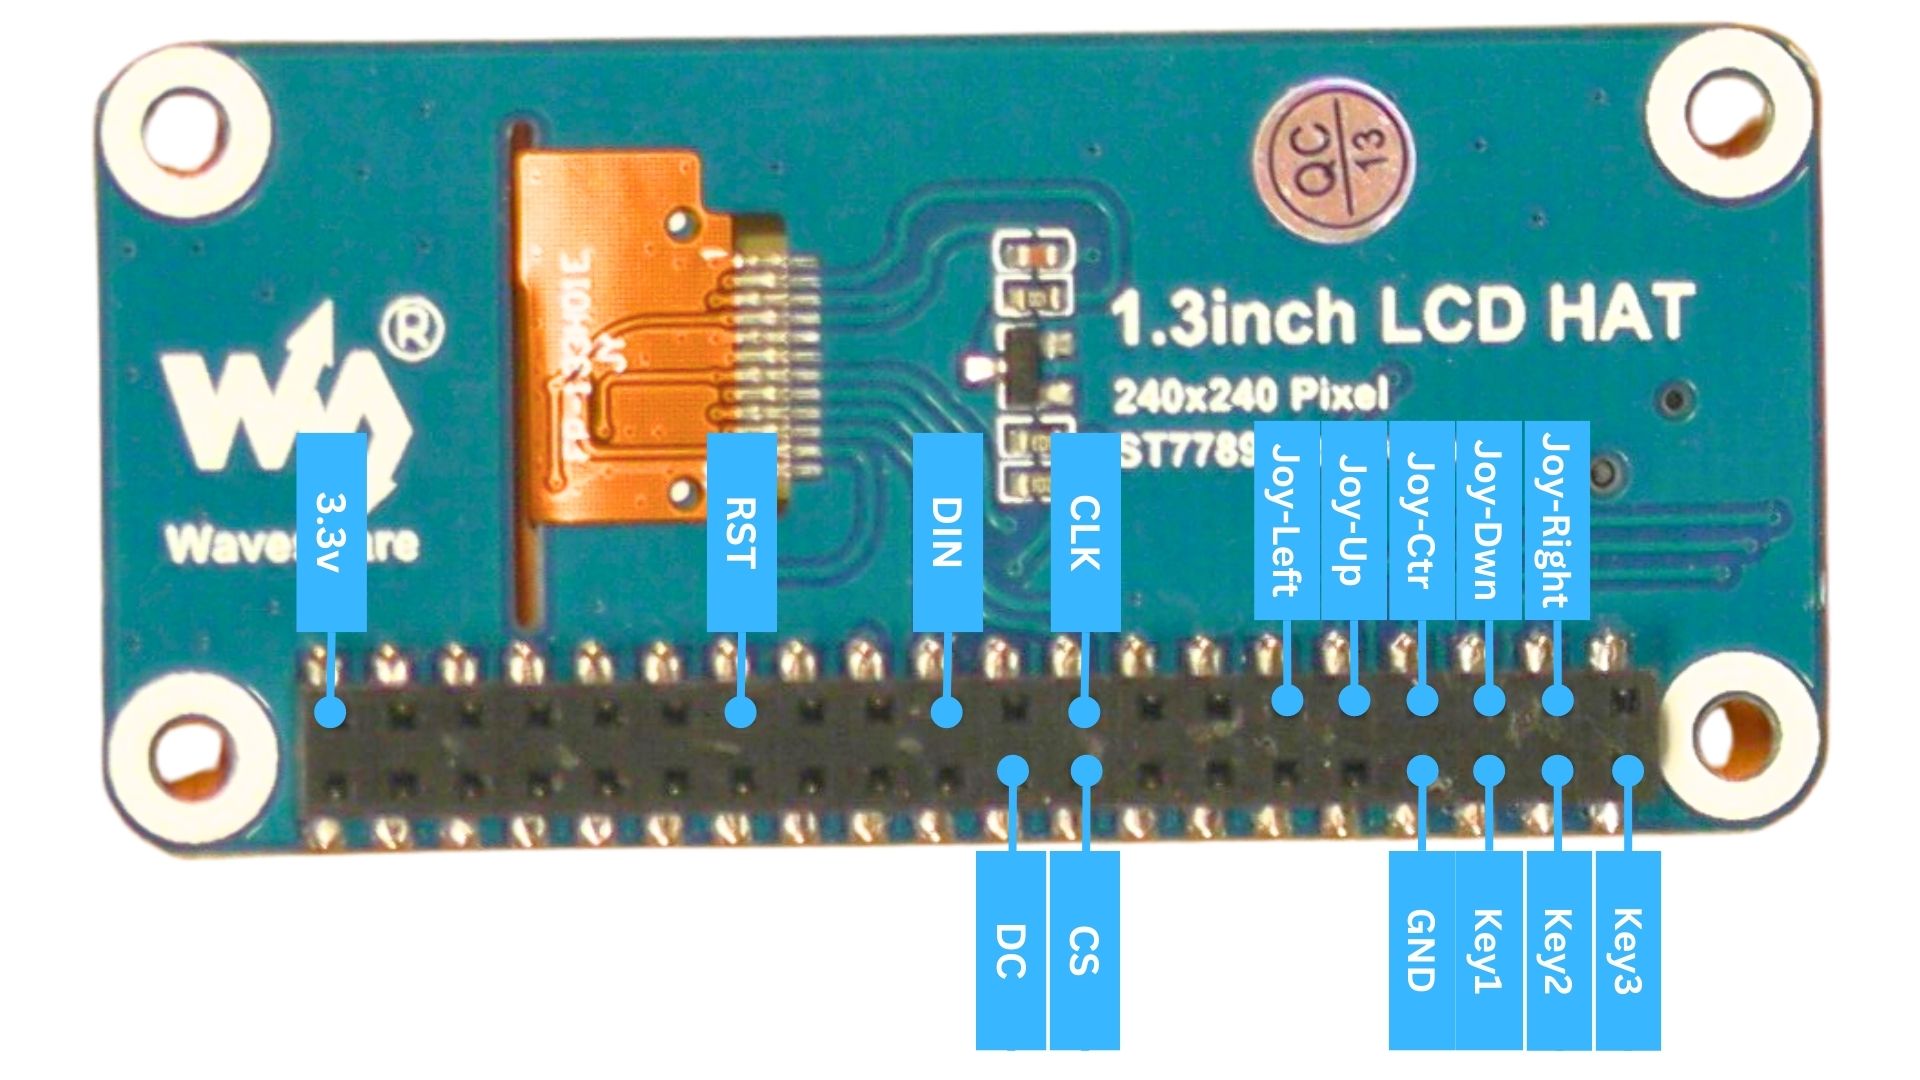 QC
13
®
1.3inch LCD HAT
240x240 Pixel
ST7789
3.3v
RST
DIN
CLK
Joy-Left
Joy-Up
Joy-Ctr
Joy-Dwn
Joy-Right
DC
CS
GND
Key1
Key2
Key3